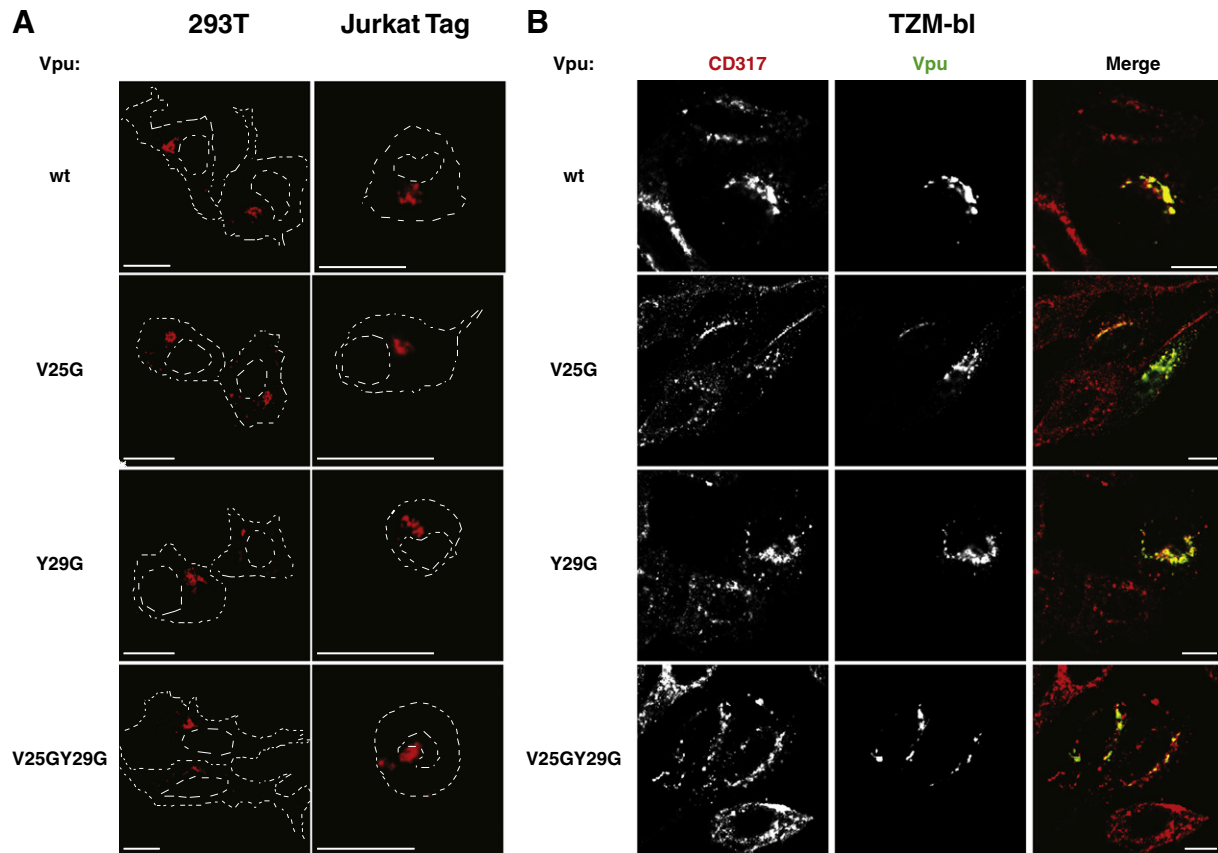 A 293T Jurkat Tag B TZM-bl
Vpu: Vpu: CD317 Vpu Merge
wt wt
V25G V25G
Y29G Y29G
V25GY29G V25GY29G